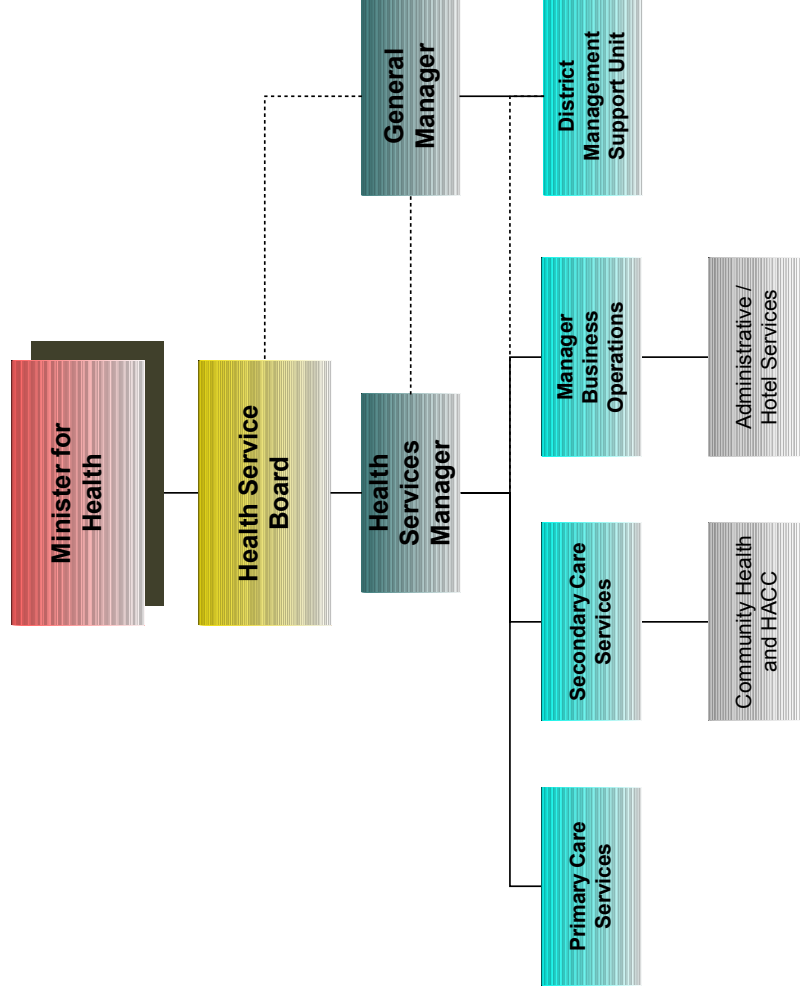 Minister for
Health
Health Service
Board
General
Manager
Health
Services
Manager
Primary Care
Services
Secondary Care
Services
Manager
Business
Operations
District
Management
Support Unit
Community Health
and HACC
Administrative /
Hotel Services